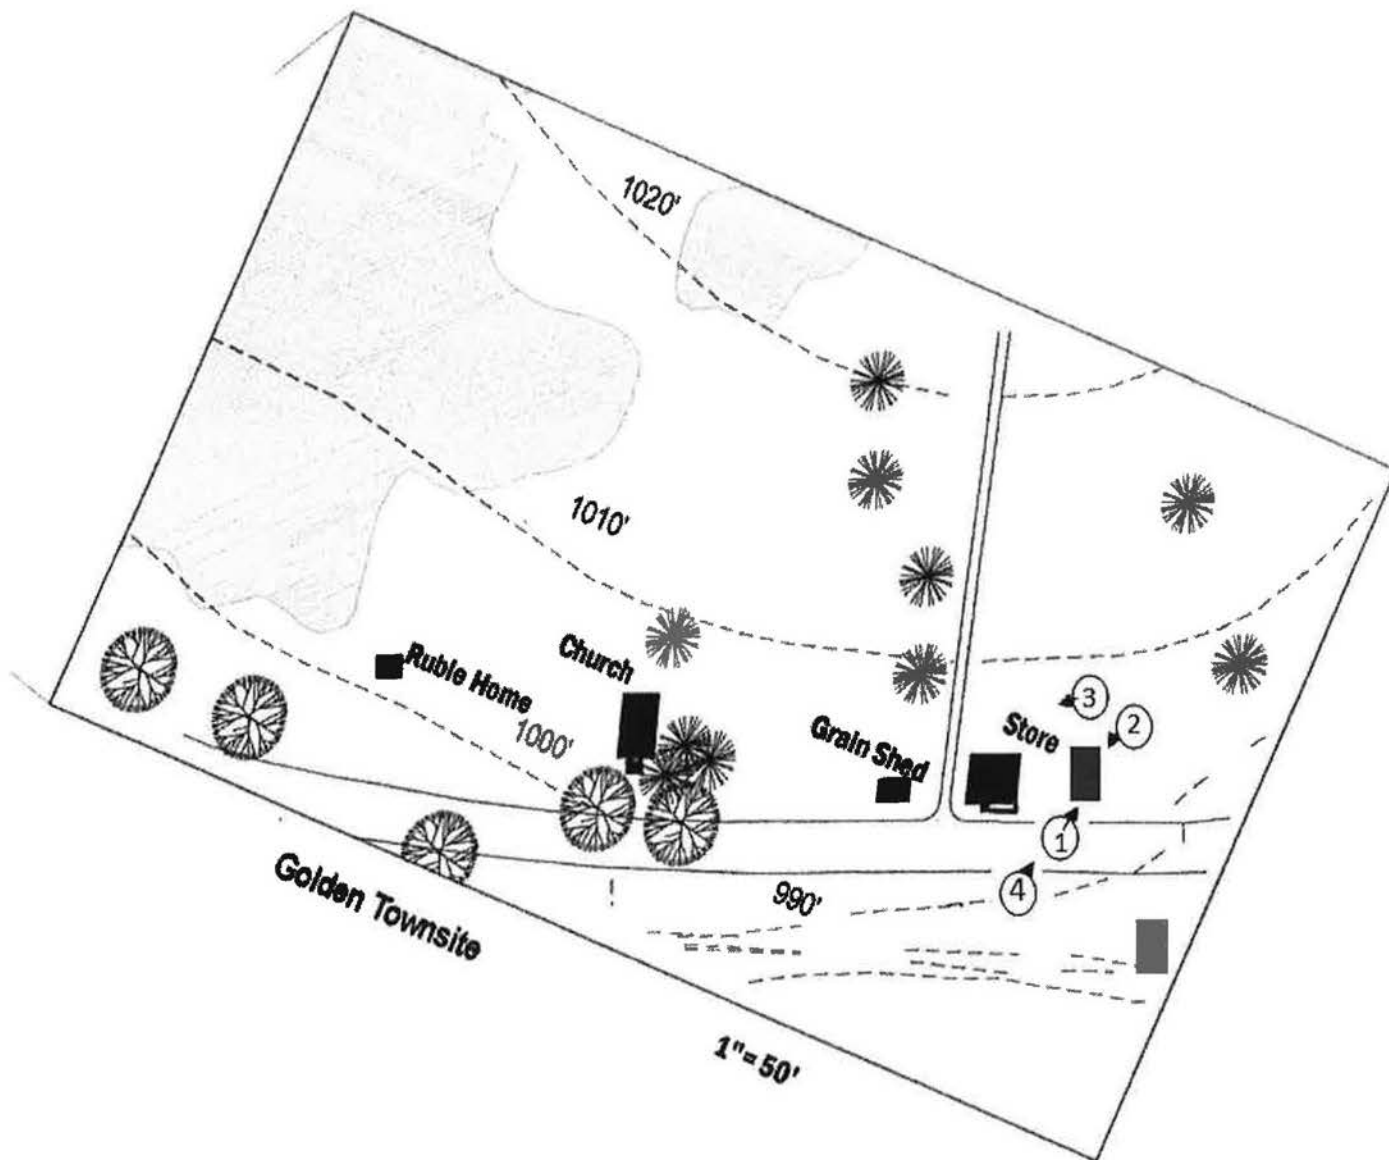 1020'
1010'
Ruble Home
Church
1000'
Grain Shed
Store
3
2
1
4
990'
Golden Townsite
1"= 50'